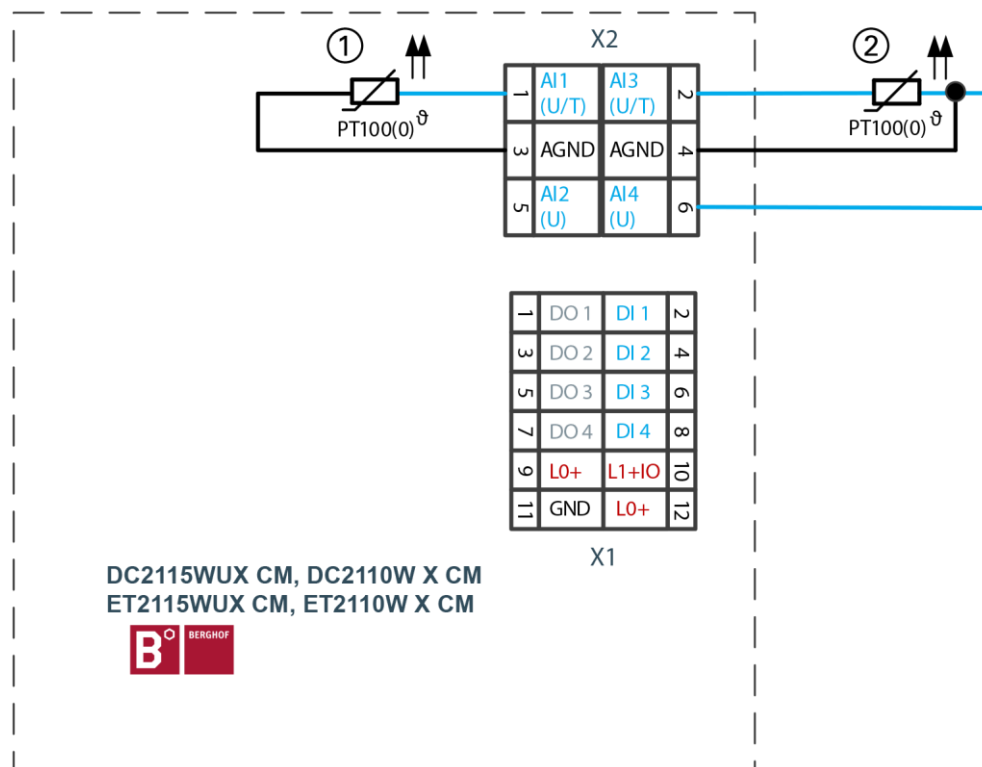 X2
① ②
PT100(0) ϑ
PT100(0) ϑ
1 AI1 (U/T) AI3 (U/T) 2
3 AGND AGND 4
5 AI2 (U) AI4 (U) 6
1 DO 1 DI 1 2
3 DO 2 DI 2 4
5 DO 3 DI 3 6
7 DO 4 DI 4 8
9 L0+ L1+IO 10
11 GND L0+ 12
X1
DC2115WUX CM, DC2110W X CM
ET2115WUX CM, ET2110W X CM
B BERGHOF